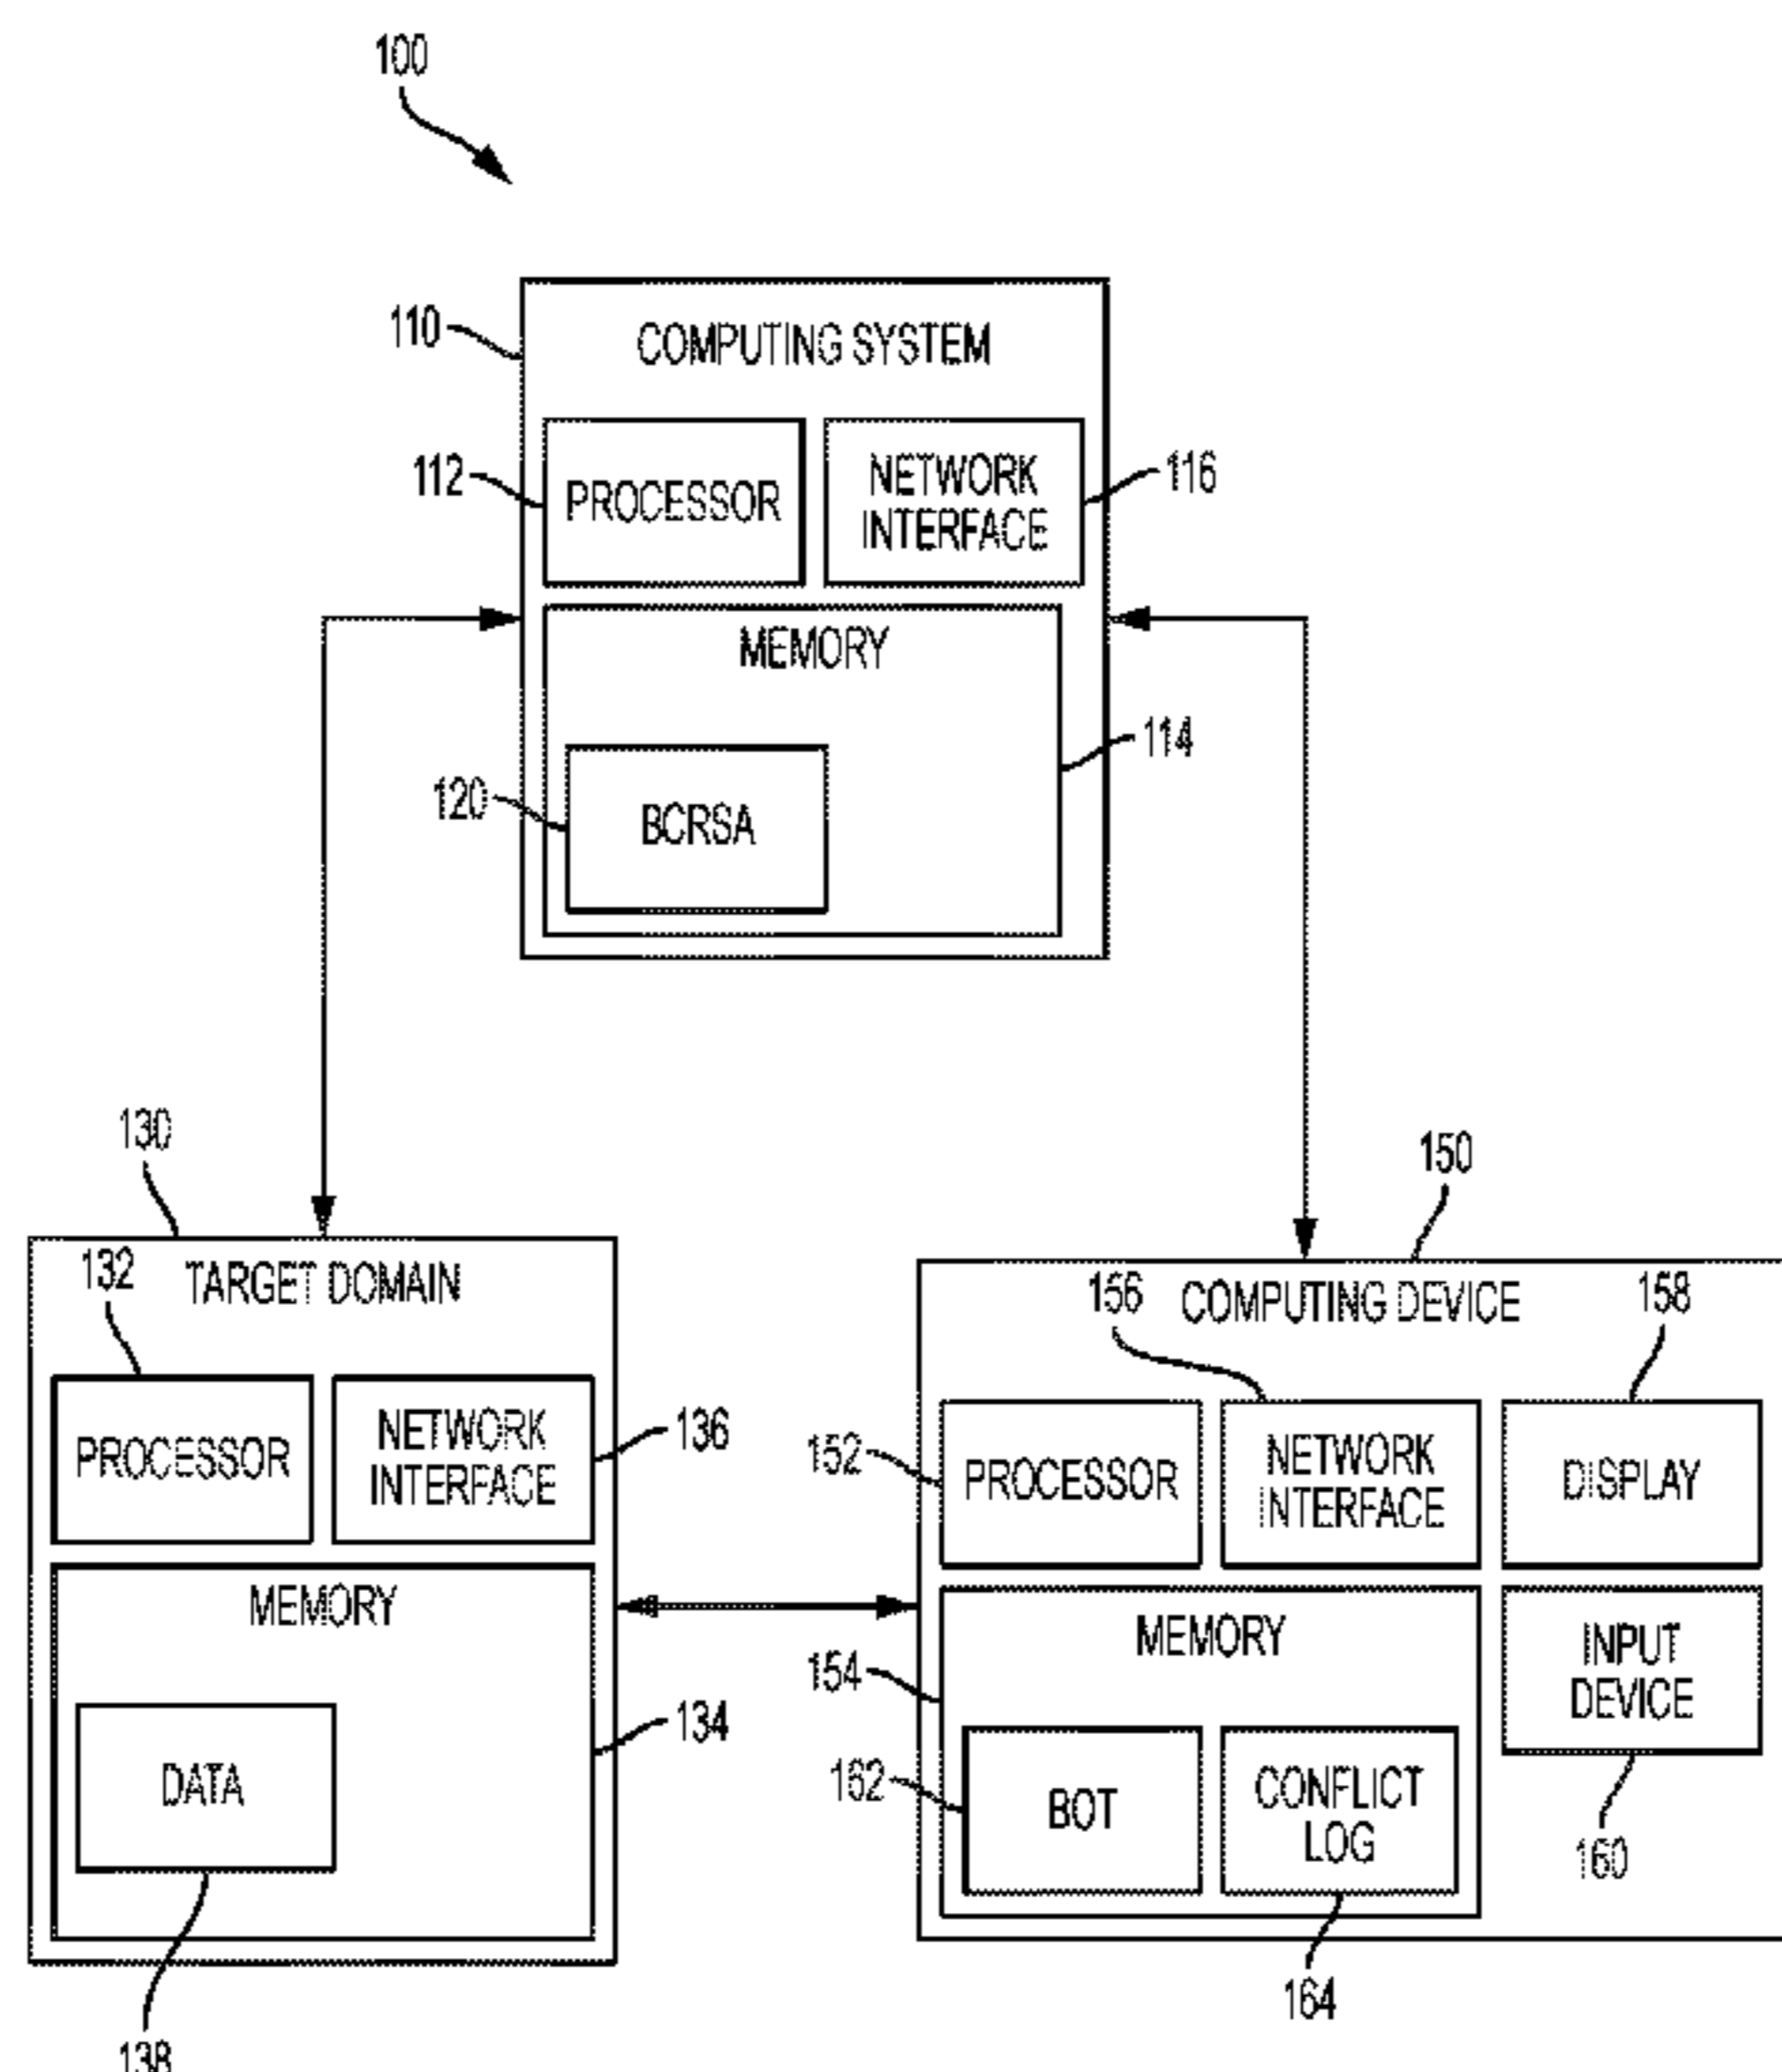 100
110
COMPUTING SYSTEM
112
PROCESSOR
NETWORK
INTERFACE
116
MEMORY
114
120
BCRSA
130
132
TARGET DOMAIN
PROCESSOR
NETWORK
INTERFACE
136
MEMORY
134
DATA
138
150
156
COMPUTING DEVICE
158
152
PROCESSOR
NETWORK
INTERFACE
DISPLAY
154
MEMORY
INPUT
DEVICE
162
BOT
CONFLICT
LOG
160
164